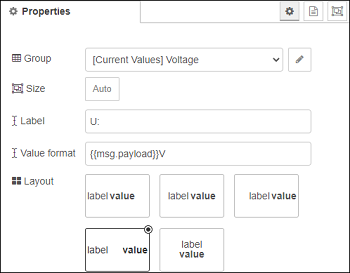 Properties
Group [Current Values] Voltage
Size Auto
Label U:
Value format {{msg.payload}}V
Layout label value label value label value
label value label
value